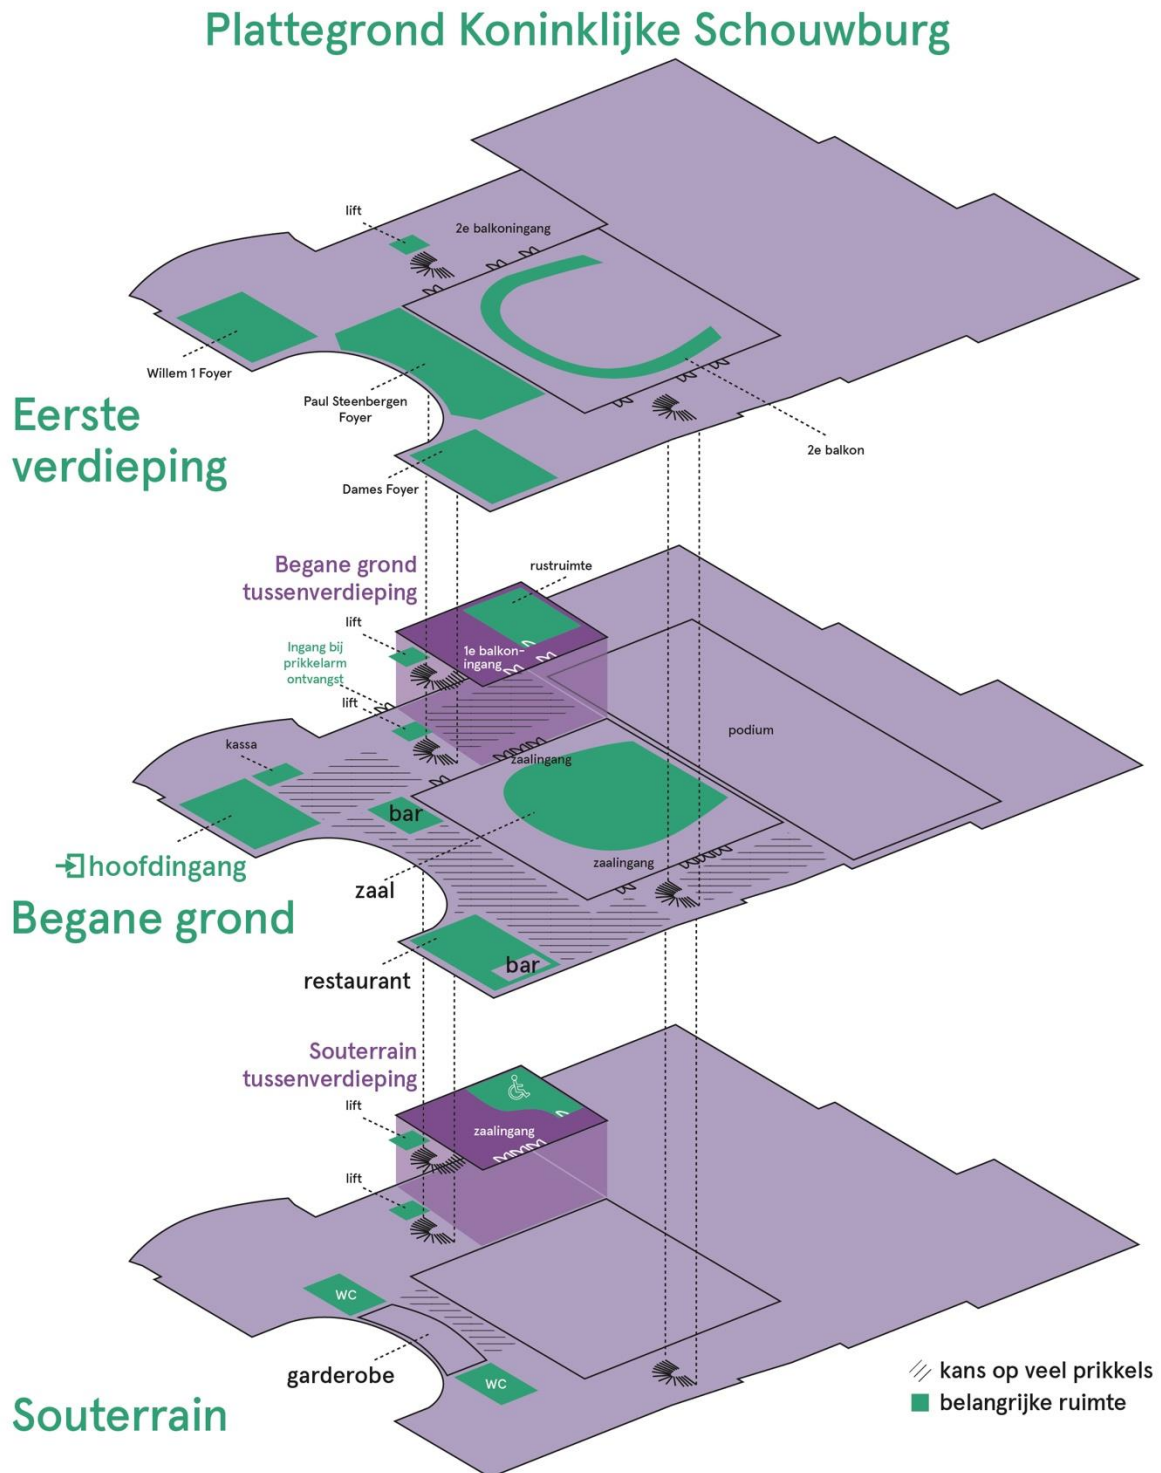 Plattegrond Koninklijke Schouwburg
lift
2e balkoningang
Willem 1 Foyer
Paul Steenbergen
Foyer
Eerste
verdieping
2e balkon
Dames Foyer
Begane grond
tussenverdieping
rustruimte
lift
Ingang bij
prikkelarm
ontvangst
1e balkon-
ingang
lift
kassa
podium
zaalingang
bar
zaalingang
hoofdingang
zaal
Begane grond
bar
restaurant
Souterrain
tussenverdieping
lift
zaalingang
lift
WC
garderobe
WC
kans op veel prikkels
belangrijke ruimte
Souterrain